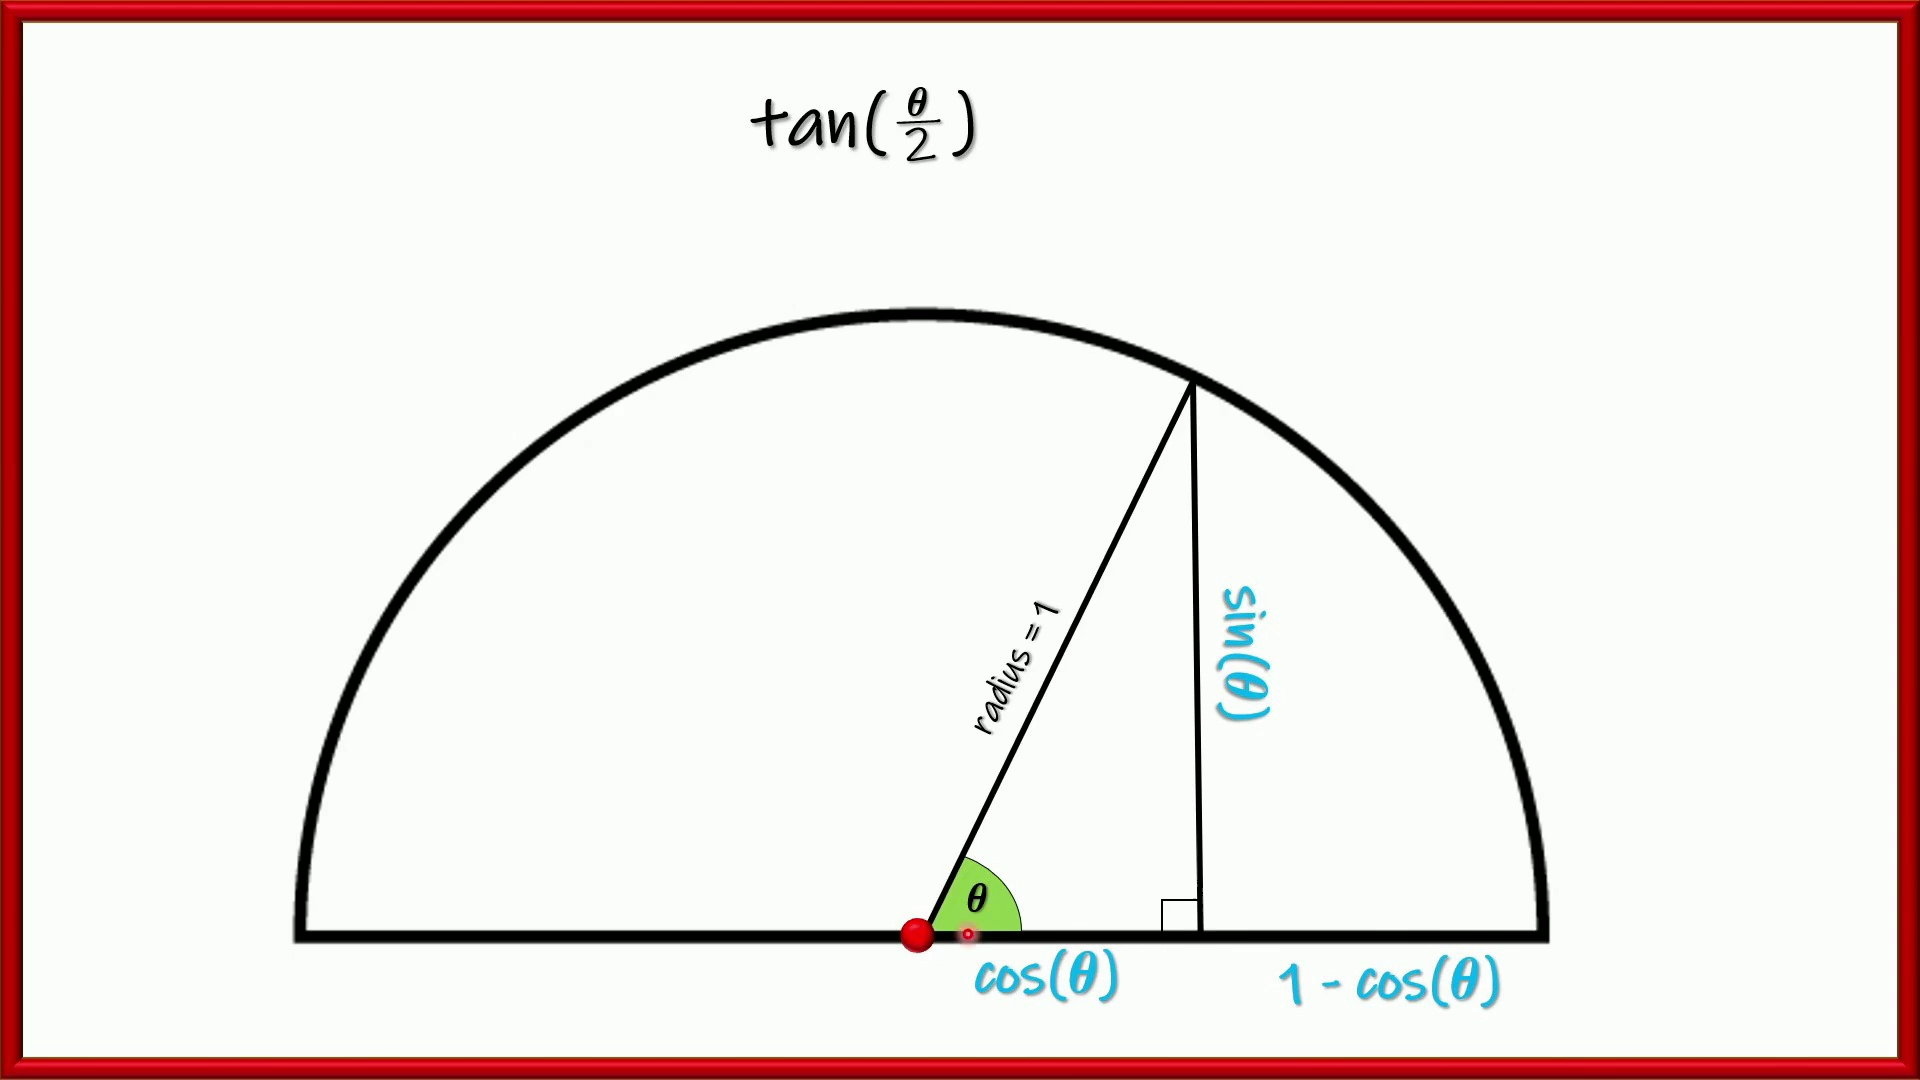 tan(θ/2)
radius = 1
sin(θ)
θ
cos(θ)
1 - cos(θ)